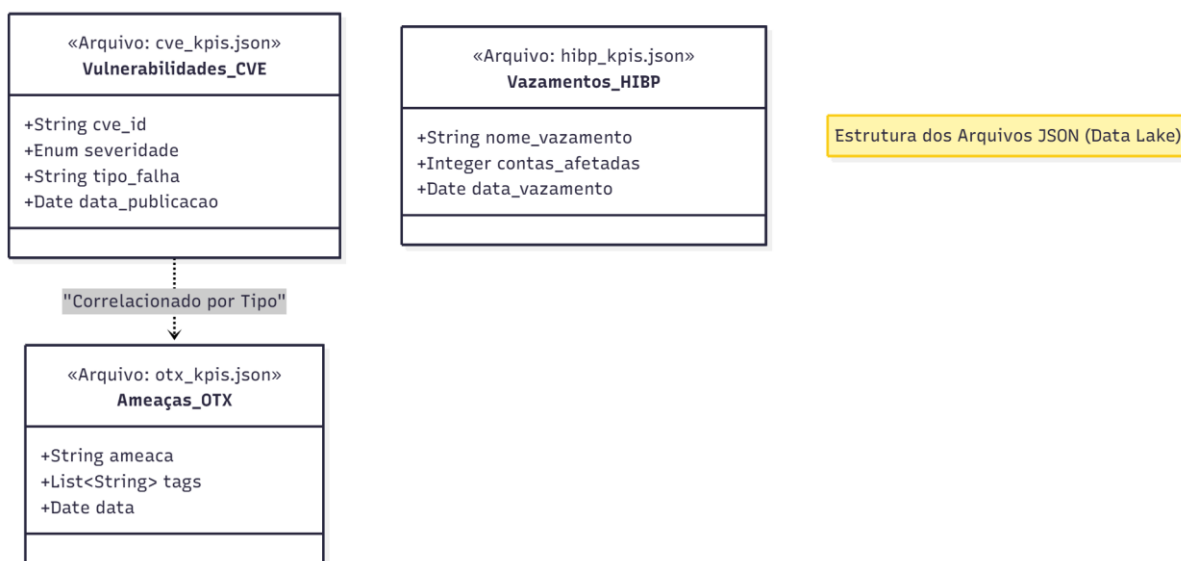 «Arquivo: cve_kpis.json»
Vulnerabilidades_CVE
+String cve_id
+Enum severidade
+String tipo_falha
+Date data_publicacao
«Arquivo: hibp_kpis.json»
Vazamentos_HIBP
+String nome_vazamento
+Integer contas_afetadas
+Date data_vazamento
Estrutura dos Arquivos JSON (Data Lake)
"Correlacionado por Tipo"
«Arquivo: otx_kpis.json»
Ameaças_OTX
+String ameaca
+List<String> tags
+Date data